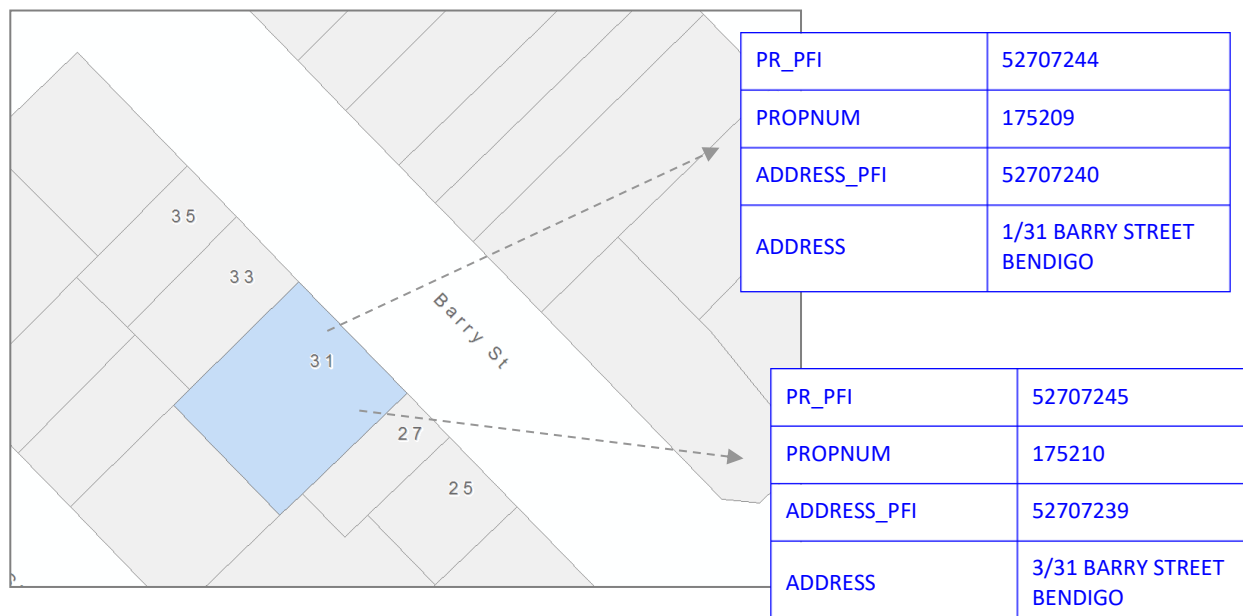 35
33
31
27
25
Barry St
PR_PFI 52707244
PROPNUM 175209
ADDRESS_PFI 52707240
ADDRESS 1/31 BARRY STREET
BENDIGO
PR_PFI 52707245
PROPNUM 175210
ADDRESS_PFI 52707239
ADDRESS 3/31 BARRY STREET
BENDIGO